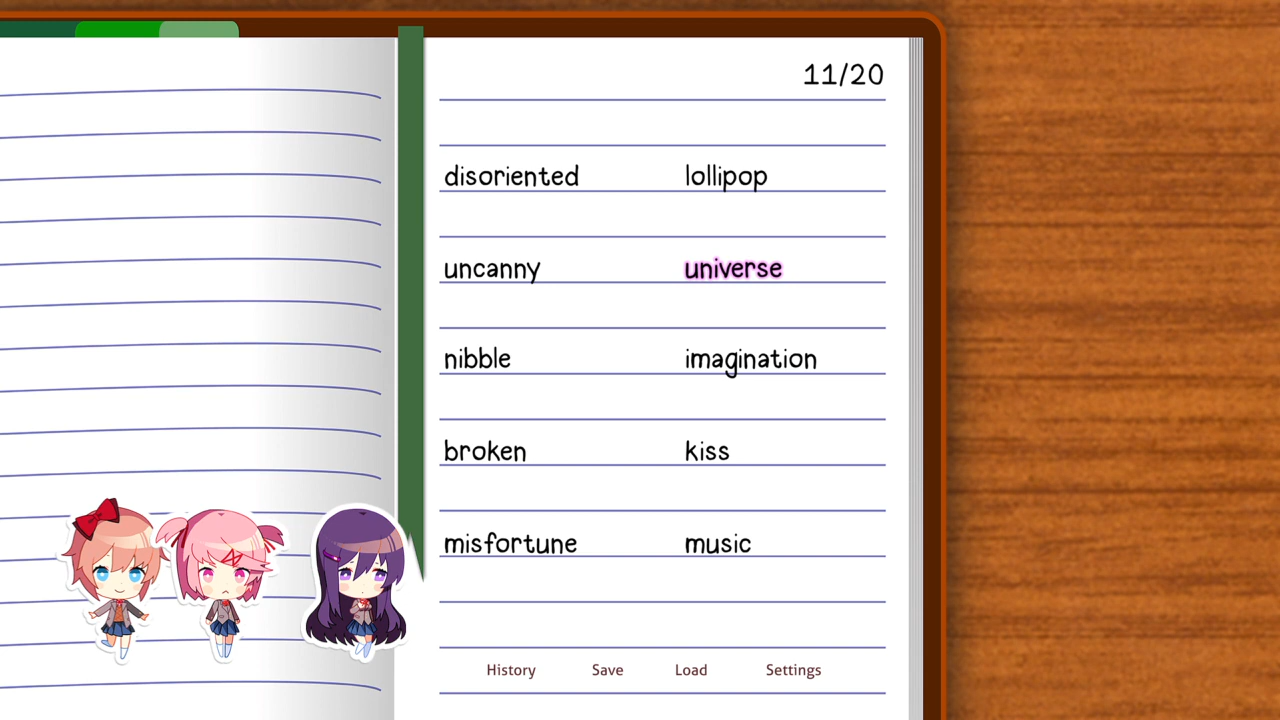 11/20
disoriented lollipop
uncanny universe
nibble imagination
broken kiss
misfortune music
History Save Load Settings